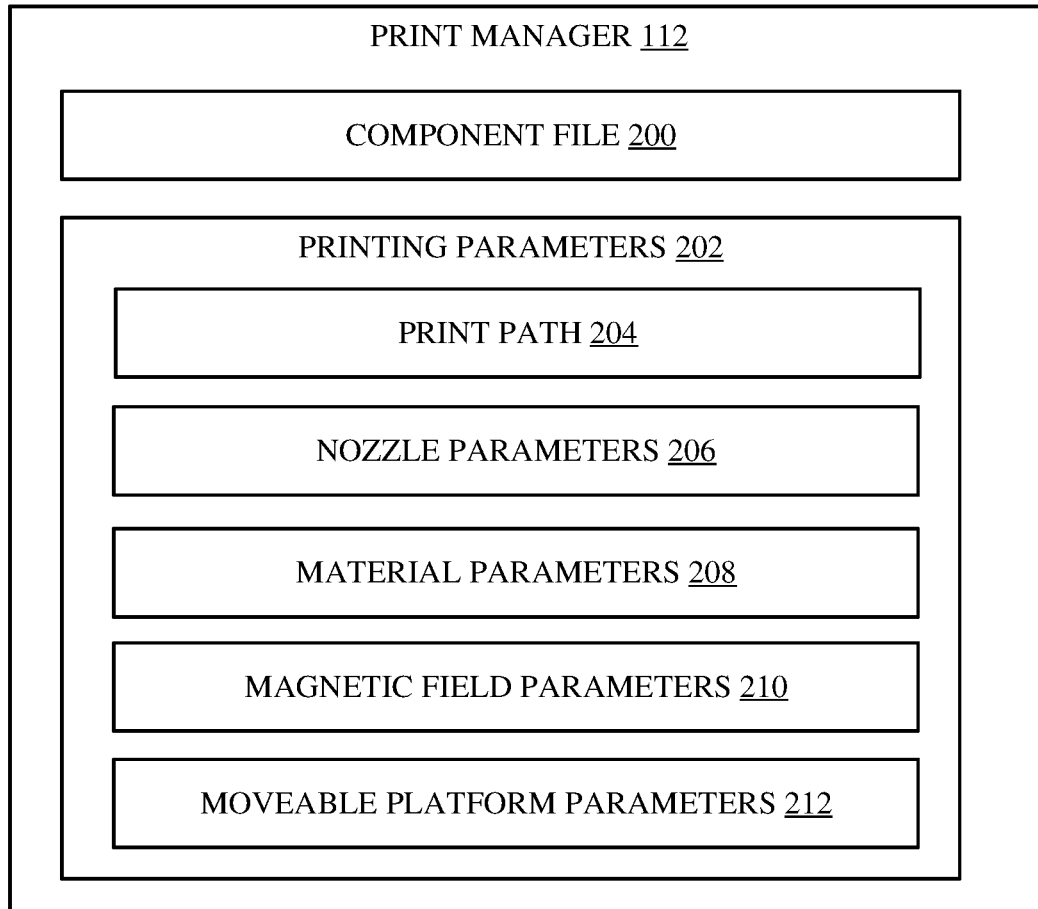 PRINT MANAGER 112
COMPONENT FILE 200
PRINTING PARAMETERS 202
PRINT PATH 204
NOZZLE PARAMETERS 206
MATERIAL PARAMETERS 208
MAGNETIC FIELD PARAMETERS 210
MOVEABLE PLATFORM PARAMETERS 212